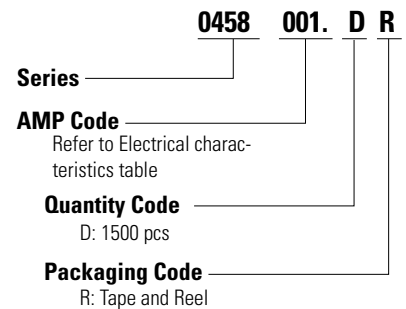 0458 001. D R
Series
AMP Code
Refer to Electrical charac-
teristics table
Quantity Code
D: 1500 pcs
Packaging Code
R: Tape and Reel